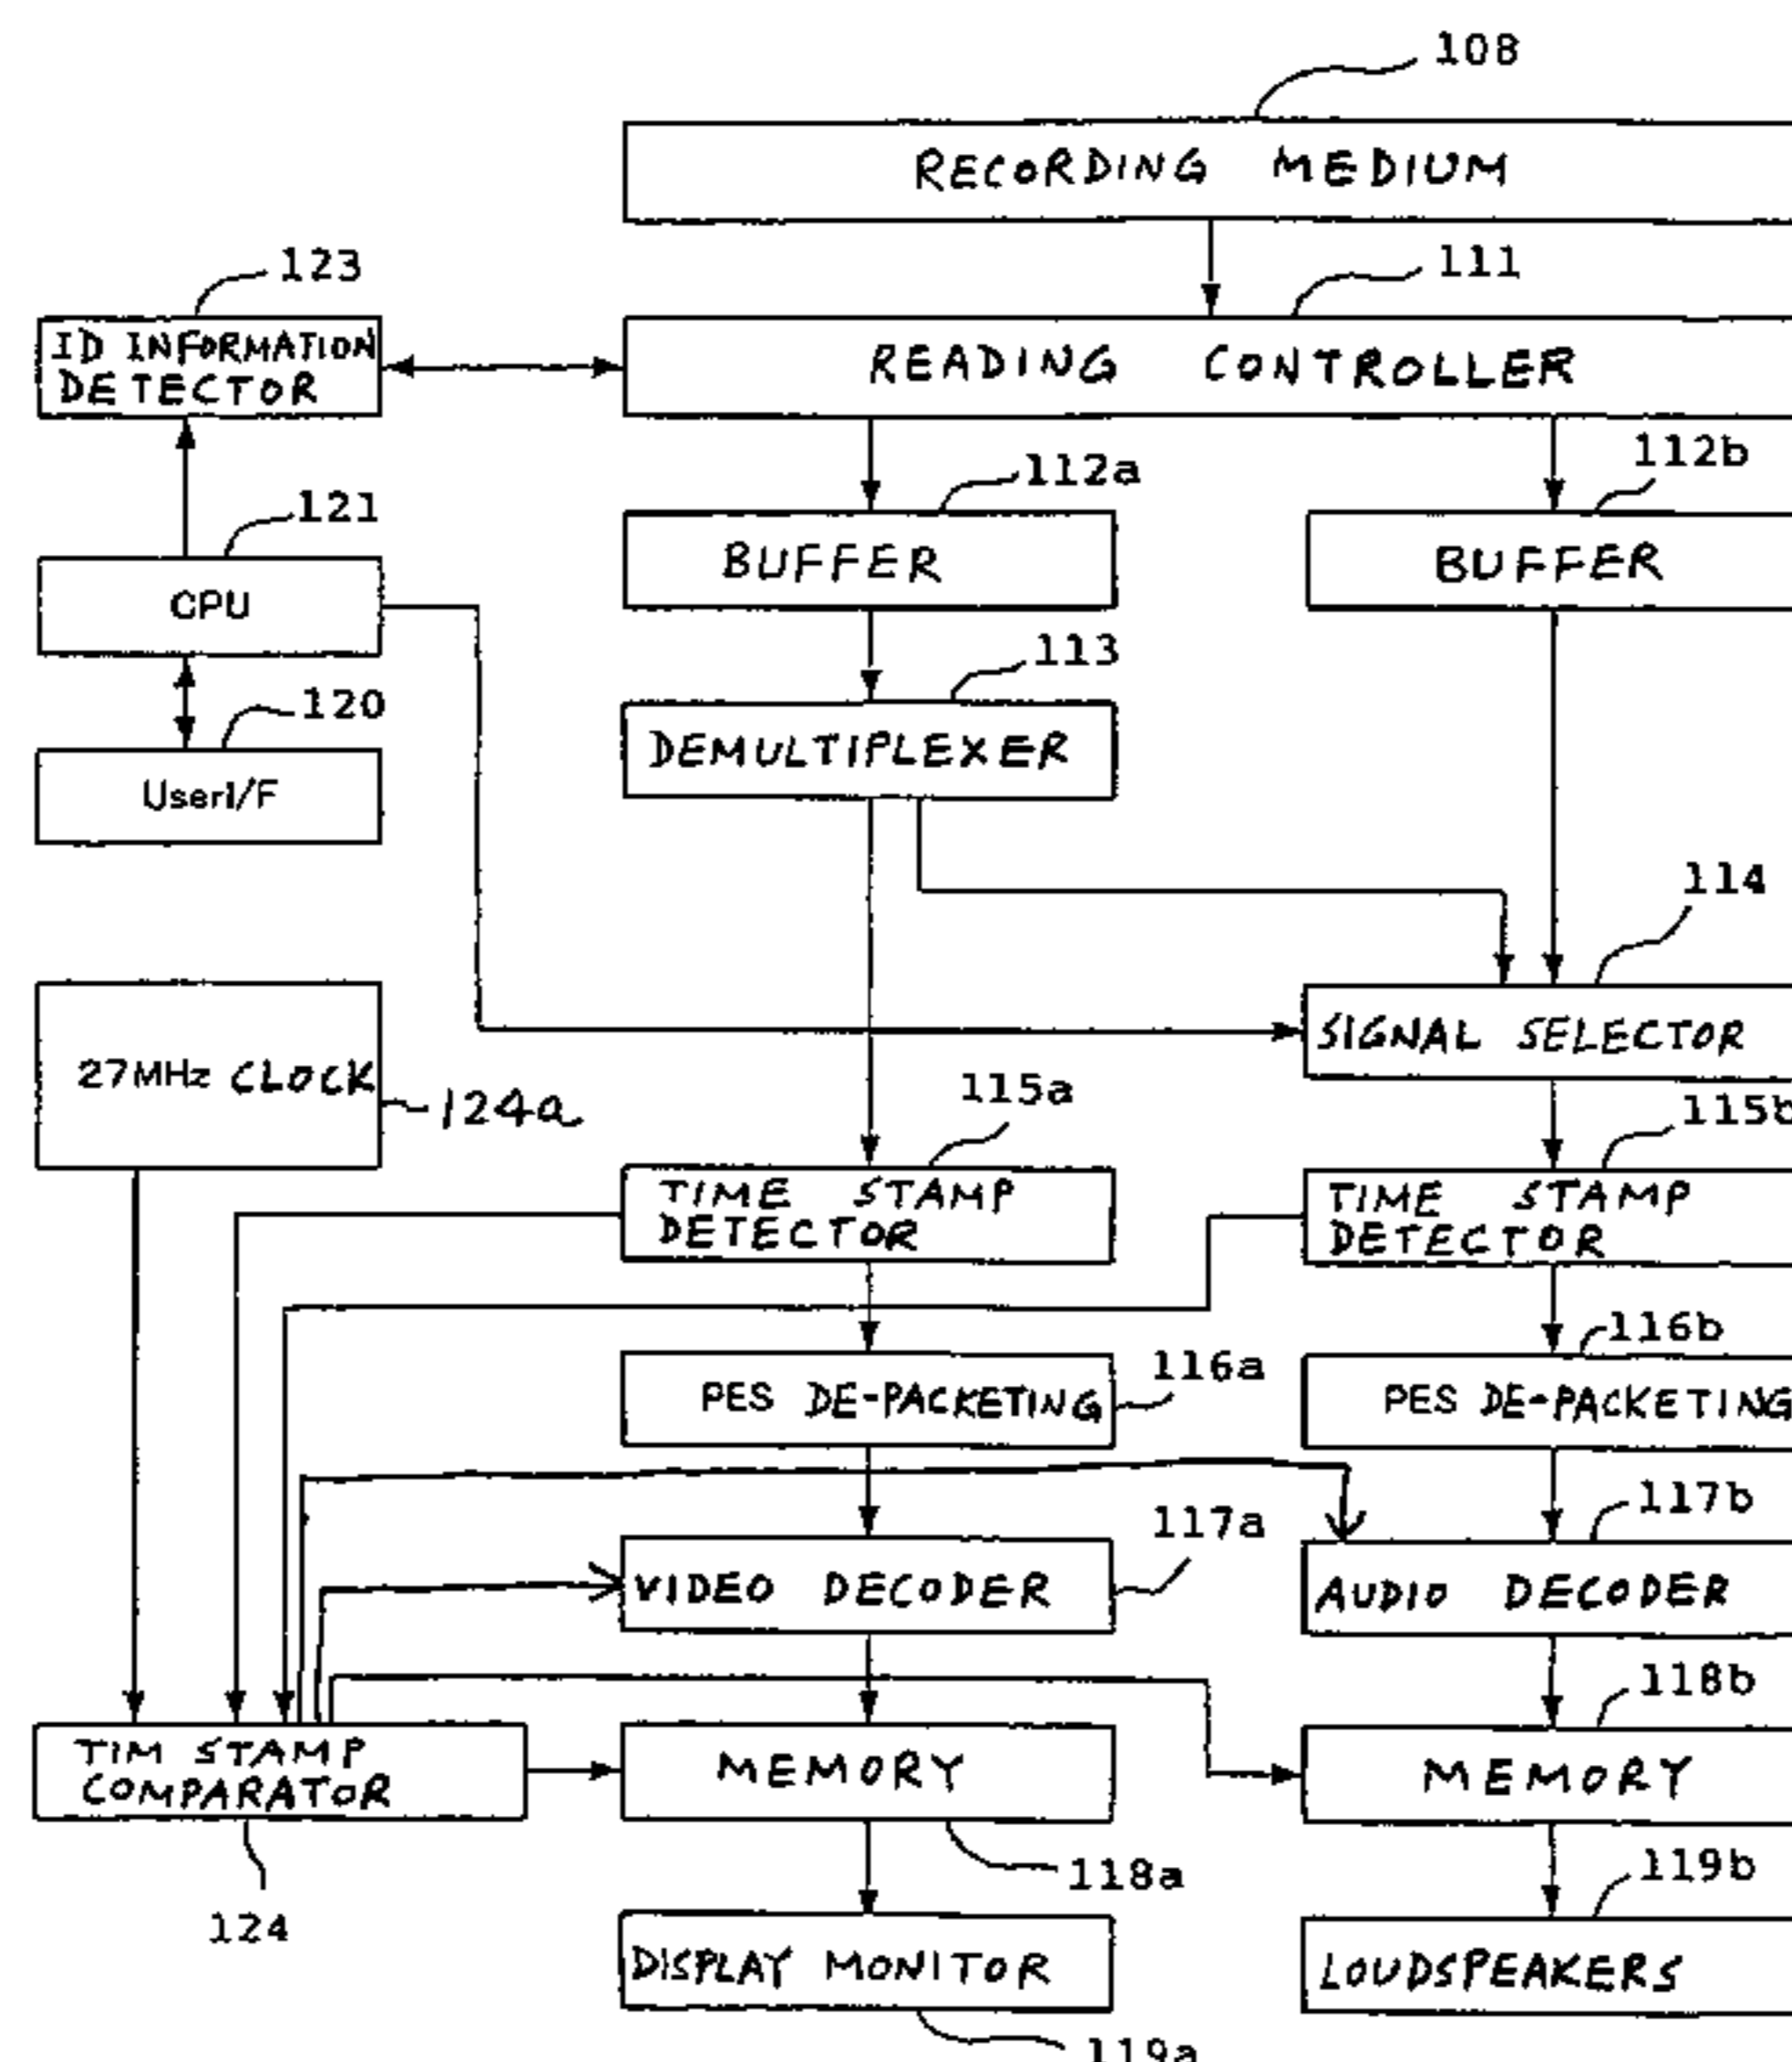 108
RECORDING MEDIUM
123
111
ID INFORMATION
DETECTOR
READING CONTROLLER
112a
112b
121
BUFFER
BUFFER
CPU
113
120
DEMULTIPLEXER
UserI/F
114
SIGNAL SELECTOR
27MHz CLOCK
124a
115a
115b
TIME STAMP
DETECTOR
TIME STAMP
DETECTOR
116b
116a
PES DE-PACKETING
PES DE-PACKETING
117b
117a
VIDEO DECODER
AUDIO DECODER
118b
TIM STAMP
COMPARATOR
MEMORY
MEMORY
118a
119b
124
DISPLAY MONITOR
LOUDSPEAKERS
119a